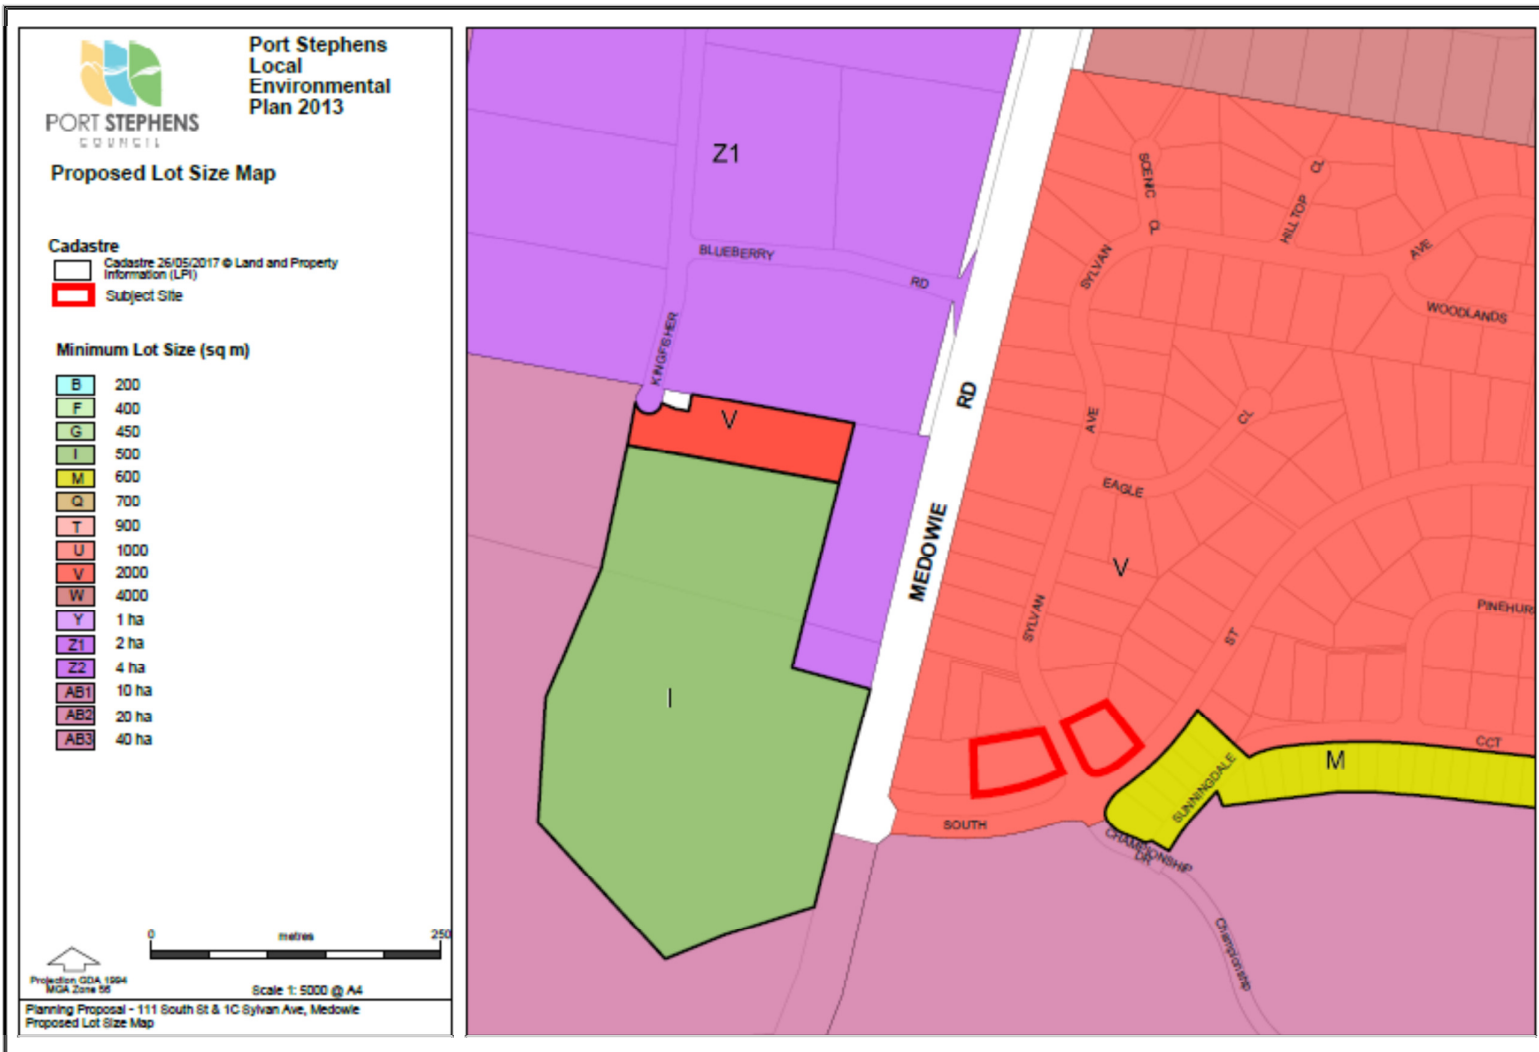 Port Stephens
Local
Environmental
Plan 2013
PORT STEPHENS
COUNCIL
Proposed Lot Size Map
Cadastre
Cadastre 26/05/2017 © Land and Property
Information (LPI)
Subject Site
Minimum Lot Size (sq m)
B 200
F 400
G 450
I 500
M 600
Q 700
T 900
U 1000
V 2000
W 4000
Y 1 ha
Z1 2 ha
Z2 4 ha
AB1 10 ha
AB2 20 ha
AB3 40 ha
0 metres 250
Projection GDA 1994
MGA Zone 56
Scale 1: 5000 @ A4
Planning Proposal - 111 South St & 1C Sylvan Ave, Medowie
Proposed Lot Size Map
Z1
BLUEBERRY
RD
KINGFISHER
V
I
MEDOWIE
RD
SCENIC
CL
HILLTOP
CL
SYLVAN
AVE
WOODLANDS
AVE
EAGLE
CL
V
SYLVAN
ST
PINEHUR
CCT
M
SUNNINGDALE
SOUTH
CHAMPIONSHIP
DR
Championship